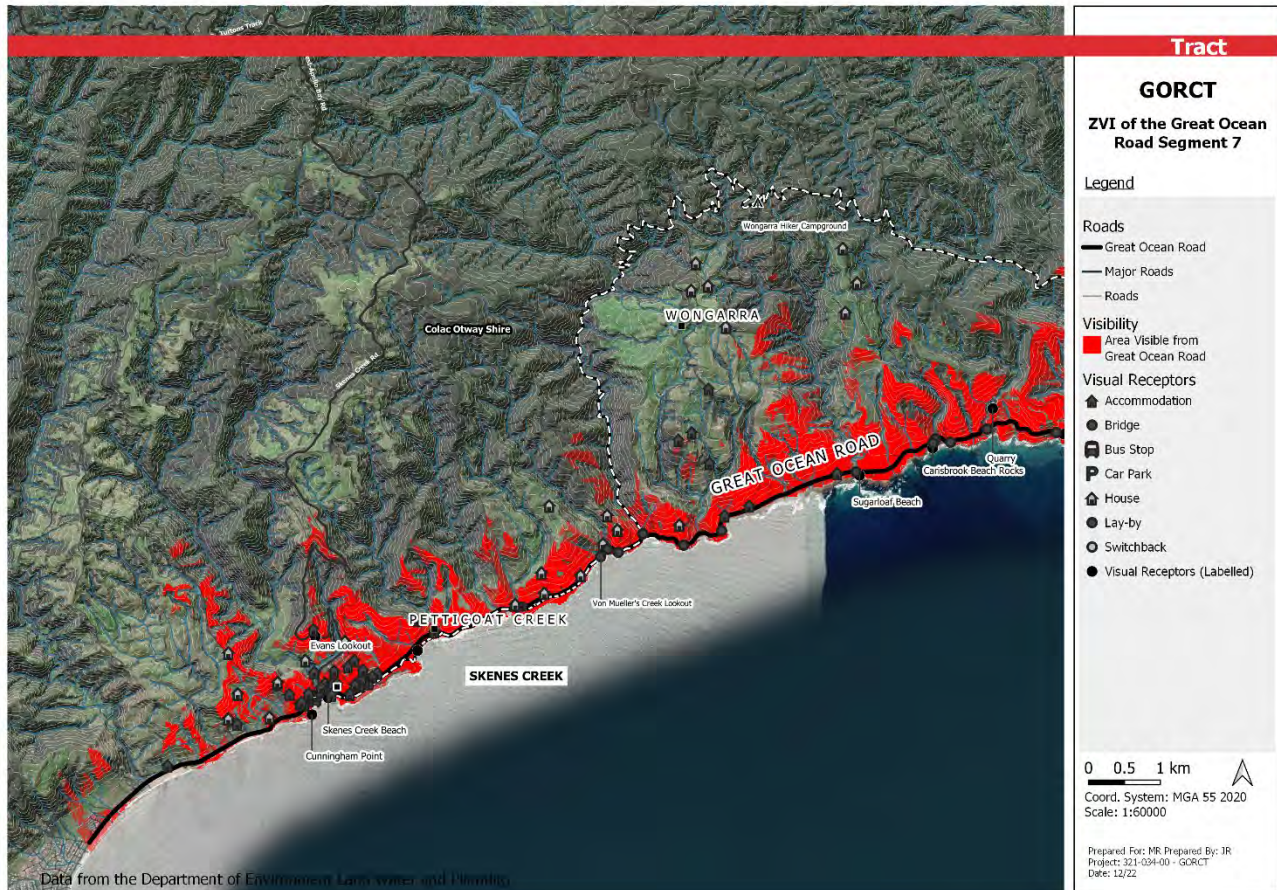 Tract
GORCT
ZVI of the Great Ocean
Road Segment 7
Legend
Roads
Great Ocean Road
Major Roads
Roads
Visibility
Area Visible from
Great Ocean Road
Visual Receptors
Accommodation
Bridge
Bus Stop
Car Park
House
Lay-by
Switchback
Visual Receptors (Labelled)
0 0.5 1 km
Coord. System: MGA 55 2020
Scale: 1:60000
Prepared For: MR Prepared By: JR
Project: 321-034-00 - GORCT
Date: 12/22
Turtons Track
Wongarra Hiker Campground
WONGARRA
Colac Otway Shire
Skenes Creek Rd
GREAT OCEAN ROAD
Quarry
Carisbrook Beach Rocks
Sugarloaf Beach
Von Mueller's Creek Lookout
PETTICOAT CREEK
Evans Lookout
SKENES CREEK
Skenes Creek Beach
Cunningham Point
Data from the Department of Environment Land Water and Planning